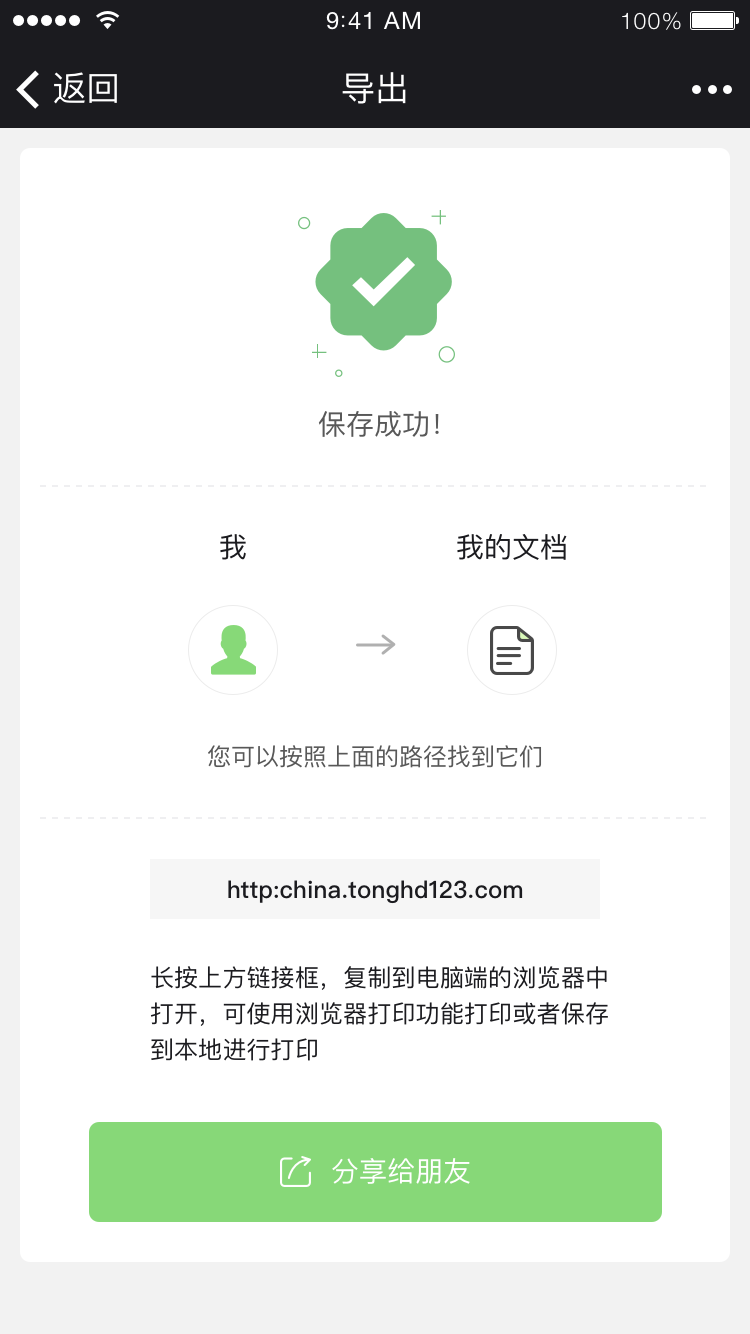 9:41 AM
100%
返回
导出
保存成功！
我
我的文档
您可以按照上面的路径找到它们
http:china.tonghd123.com
长按上方链接框，复制到电脑端的浏览器中
打开，可使用浏览器打印功能打印或者保存
到本地进行打印
分享给朋友